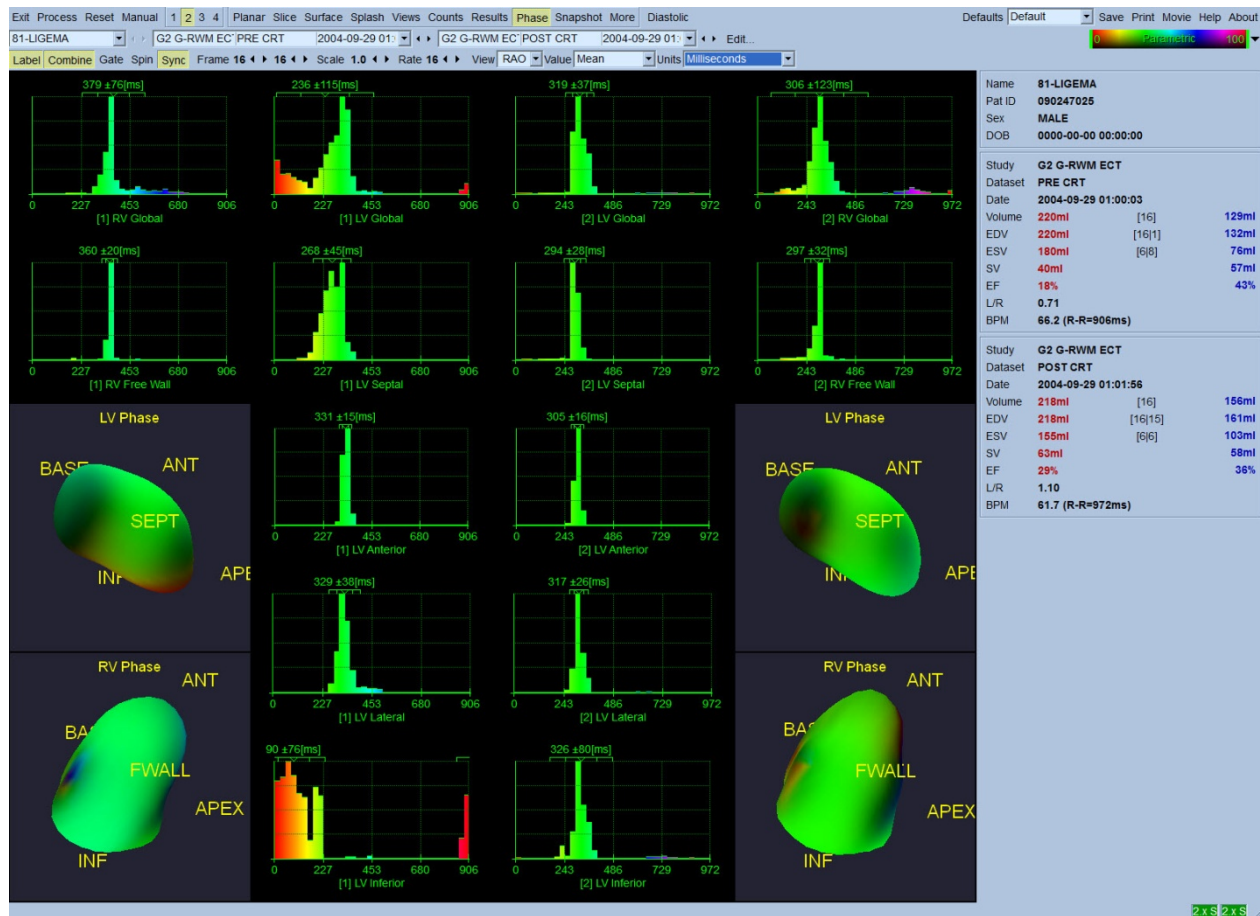 Exit Process Reset Manual 1 2 3 4 Planar Slice Surface Splash Views Counts Results Phase Snapshot More Diastolic Defaults Default Save Print Movie Help About
81-LIGEMA G2 G-RWM EC PRE CRT 2004-09-29 01: G2 G-RWM EC POST CRT 2004-09-29 01: Edit... 0 Parametric 100
Label Combine Gate Spin Sync Frame 16 16 Scale 1.0 Rate 16 View RAO Value Mean Units Milliseconds
379 ±76[ms]
0 227 453 680 906
[1] RV Global
236 ±115[ms]
0 227 453 680 906
[1] LV Global
319 ±37[ms]
0 243 486 729 972
[2] LV Global
306 ±123[ms]
0 243 486 729 972
[2] RV Global
360 ±20[ms]
0 227 453 680 906
[1] RV Free Wall
268 ±45[ms]
0 227 453 680 906
[1] LV Septal
294 ±28[ms]
0 243 486 729 972
[2] LV Septal
297 ±32[ms]
0 243 486 729 972
[2] RV Free Wall
LV Phase
BASE ANT
SEPT
INF APE
331 ±15[ms]
0 227 453 680 906
[1] LV Anterior
305 ±16[ms]
0 243 486 729 972
[2] LV Anterior
LV Phase
BASE ANT
SEPT
INF APE
329 ±38[ms]
0 227 453 680 906
[1] LV Lateral
317 ±26[ms]
0 243 486 729 972
[2] LV Lateral
RV Phase
ANT
BA
FWALL
APEX
INF
90 ±76[ms]
0 227 453 680 906
[1] LV Inferior
326 ±80[ms]
0 243 486 729 972
[2] LV Inferior
RV Phase
ANT
BA
FWALL
APEX
INF
Name 81-LIGEMA
Pat ID 090247025
Sex MALE
DOB 0000-00-00 00:00:00
Study G2 G-RWM ECT
Dataset PRE CRT
Date 2004-09-29 01:00:03
Volume 220ml [16] 129ml
EDV 220ml [16|1] 132ml
ESV 180ml [6|8] 76ml
SV 40ml 57ml
EF 18% 43%
L/R 0.71
BPM 66.2 (R-R=906ms)
Study G2 G-RWM ECT
Dataset POST CRT
Date 2004-09-29 01:01:56
Volume 218ml [16] 156ml
EDV 218ml [16|15] 161ml
ESV 155ml [6|6] 103ml
SV 63ml 58ml
EF 29% 36%
L/R 1.10
BPM 61.7 (R-R=972ms)
2 x S 2 x S